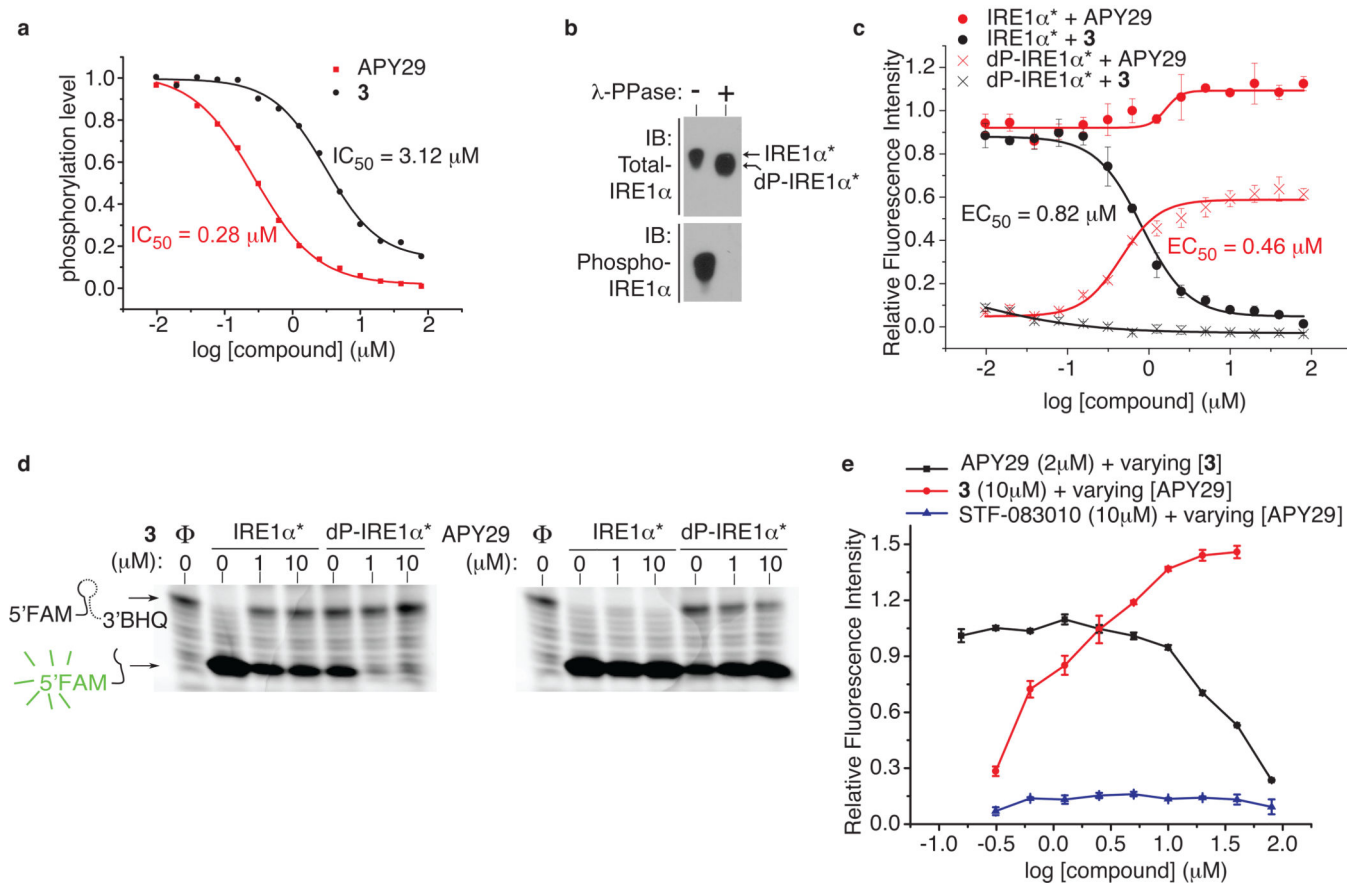 a
APY29
3
phosphorylation level
1.0
0.8
0.6
0.4
0.2
0.0
IC50 = 3.12 μM
IC50 = 0.28 μM
-2
-1
0
1
2
log [compound] (μM)
b
λ-PPase: - +
IB:
Total-
IRE1α
IRE1α*
dP-IRE1α*
IB:
Phospho-
IRE1α
c
IRE1α* + APY29
IRE1α* + 3
dP-IRE1α* + APY29
dP-IRE1α* + 3
Relative Fluorescence Intensity
1.2
0.8
0.4
0.0
EC50 = 0.82 μM
EC50 = 0.46 μM
-2
-1
0
1
2
log [compound] (μM)
d
3 Φ IRE1α* dP-IRE1α*
(μM): 0 0 1 10 0 1 10
5'FAM 3'BHQ
5'FAM
APY29 Φ IRE1α* dP-IRE1α*
(μM): 0 0 1 10 0 1 10
e
APY29 (2μM) + varying [3]
3 (10μM) + varying [APY29]
STF-083010 (10μM) + varying [APY29]
Relative Fluorescence Intensity
1.5
1.2
0.9
0.6
0.3
0.0
-1.0
-0.5
0.0
0.5
1.0
1.5
2.0
log [compound] (μM)